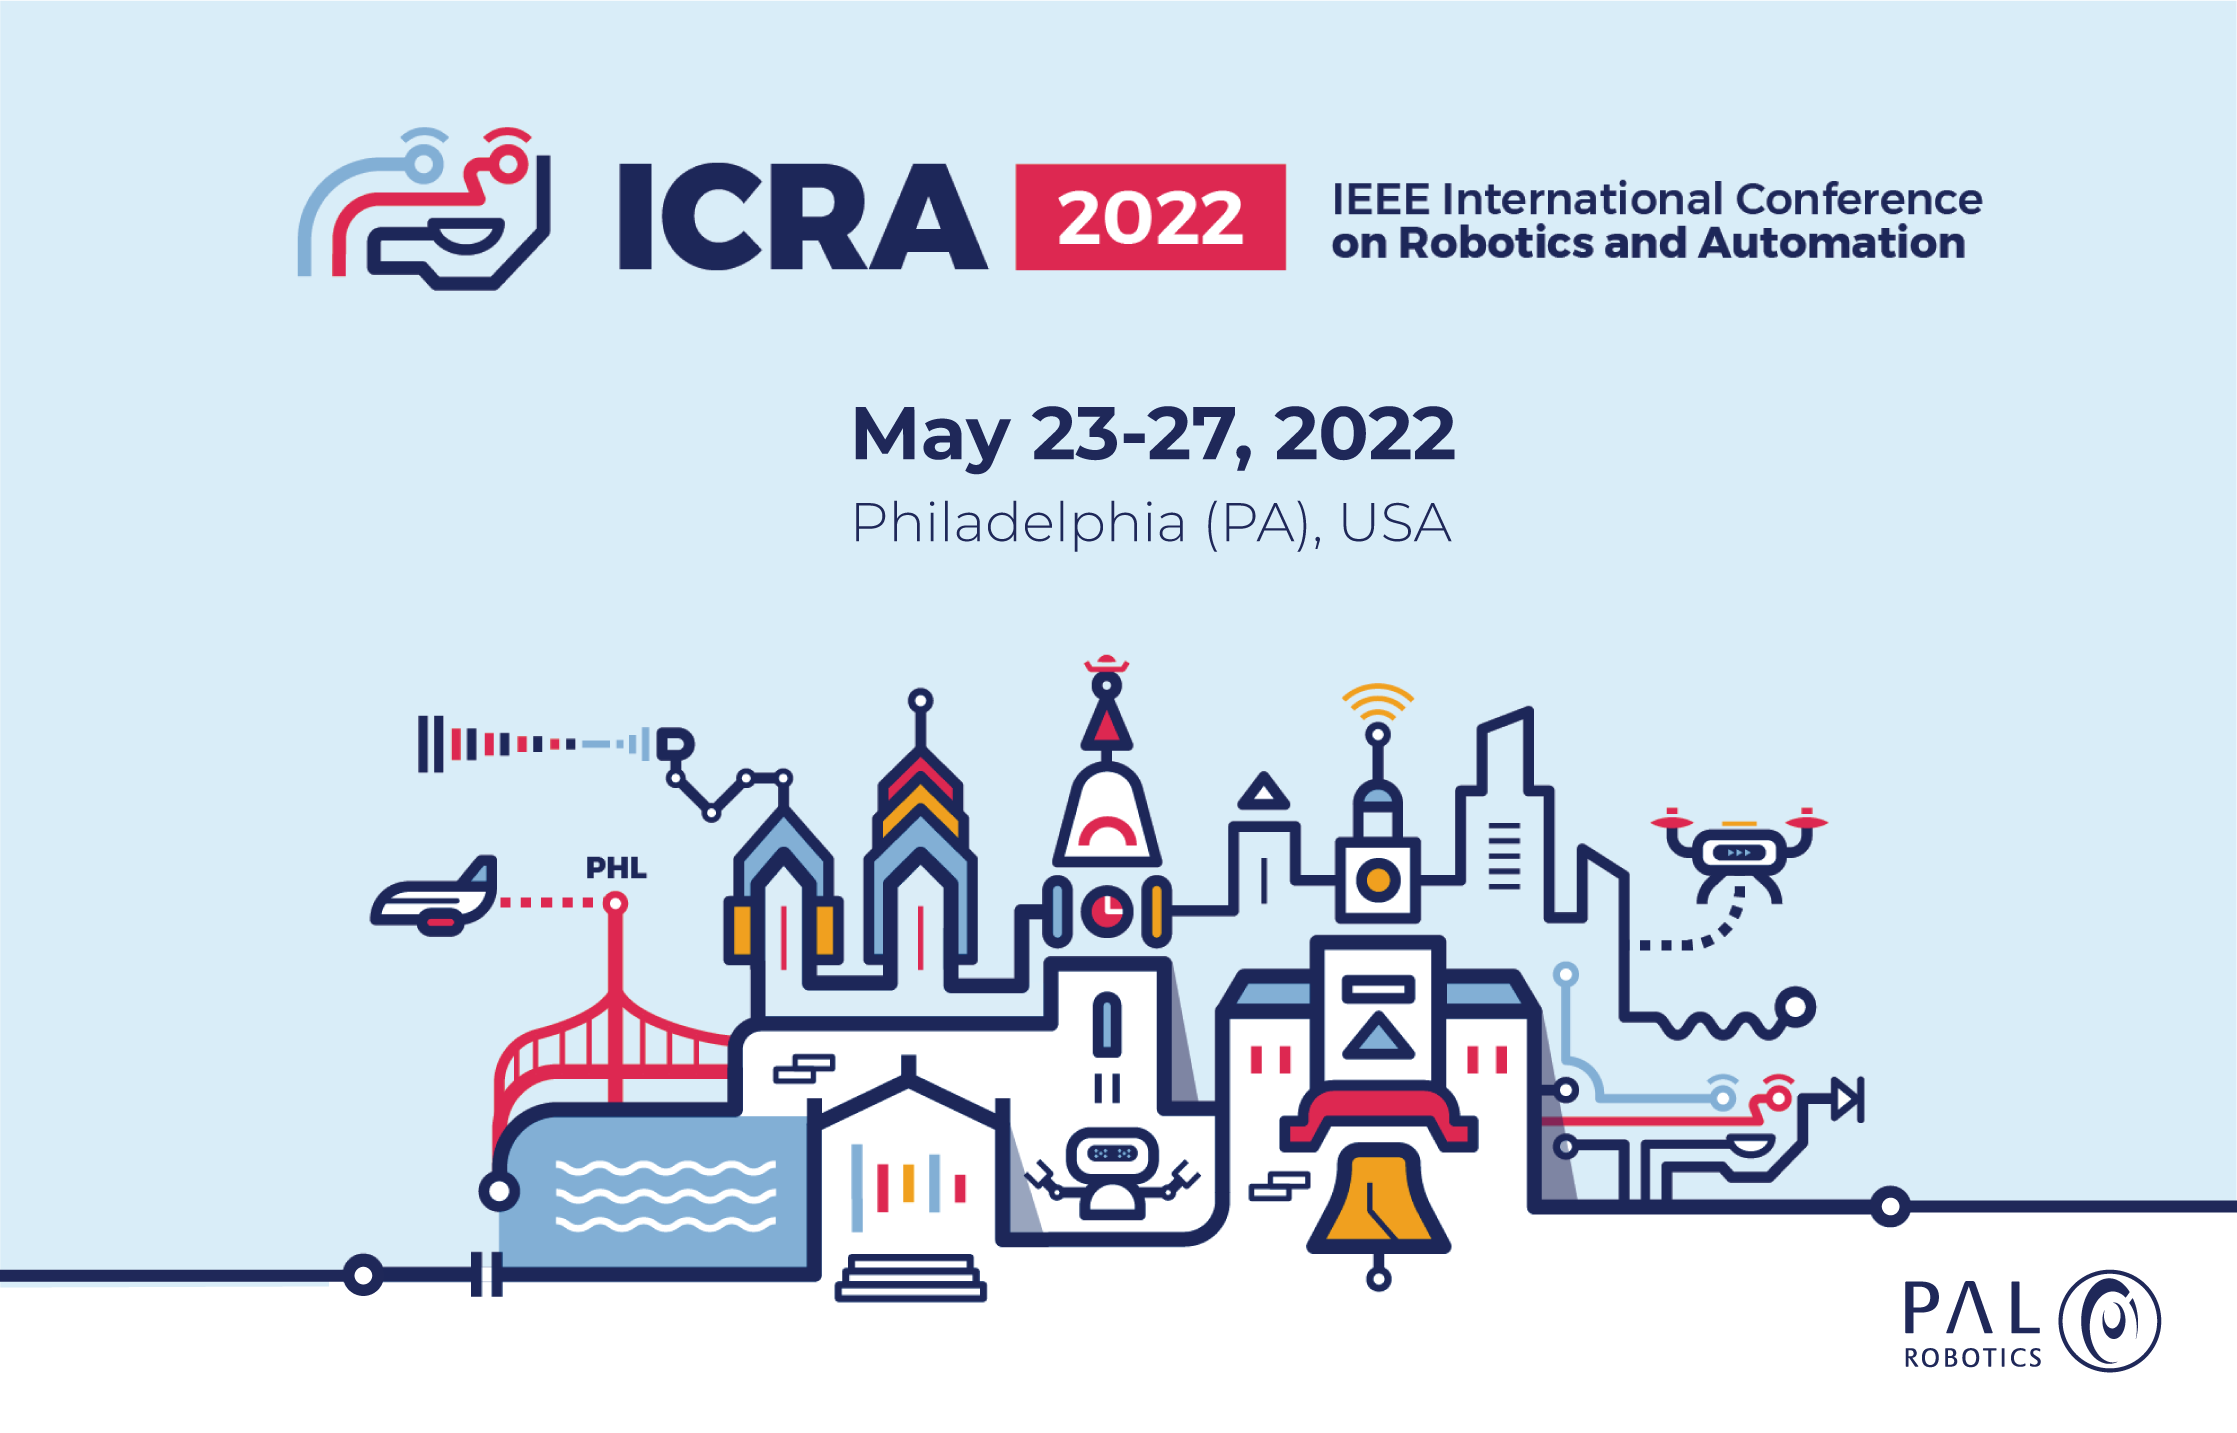 ICRA 2022
IEEE International Conference
on Robotics and Automation
May 23-27, 2022
Philadelphia (PA), USA
PHL
PAL
ROBOTICS